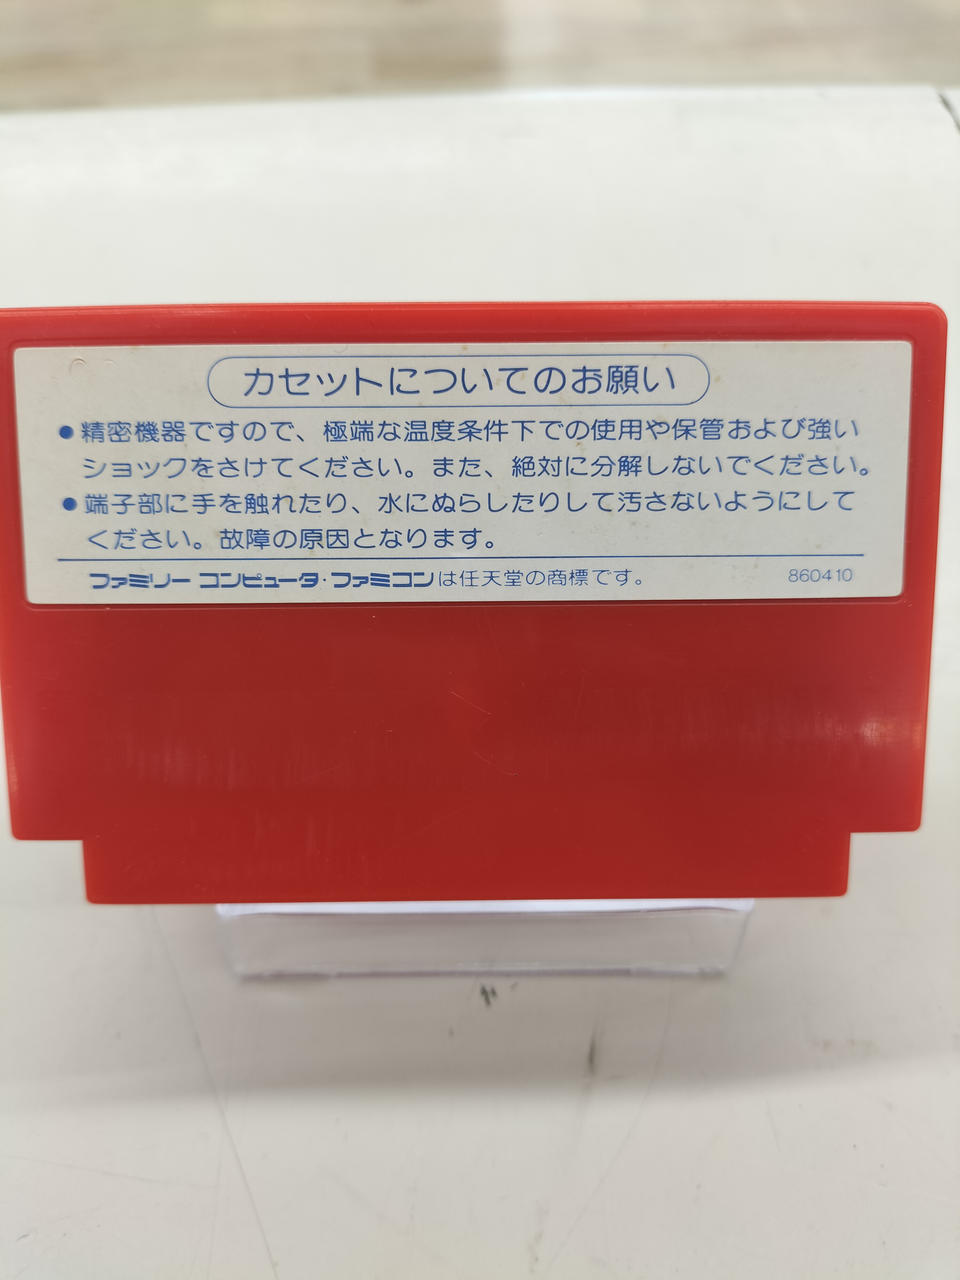 カセットについてのお願い
●精密機器ですので、極端な温度条件下での使用や保管および強い
ショックをさけてください。また、絶対に分解しないでください。
●端子部に手を触れたり、水にぬらしたりして汚さないようにして
ください。故障の原因となります。
ファミリー コンピュータ・ファミコンは任天堂の商標です。 860410